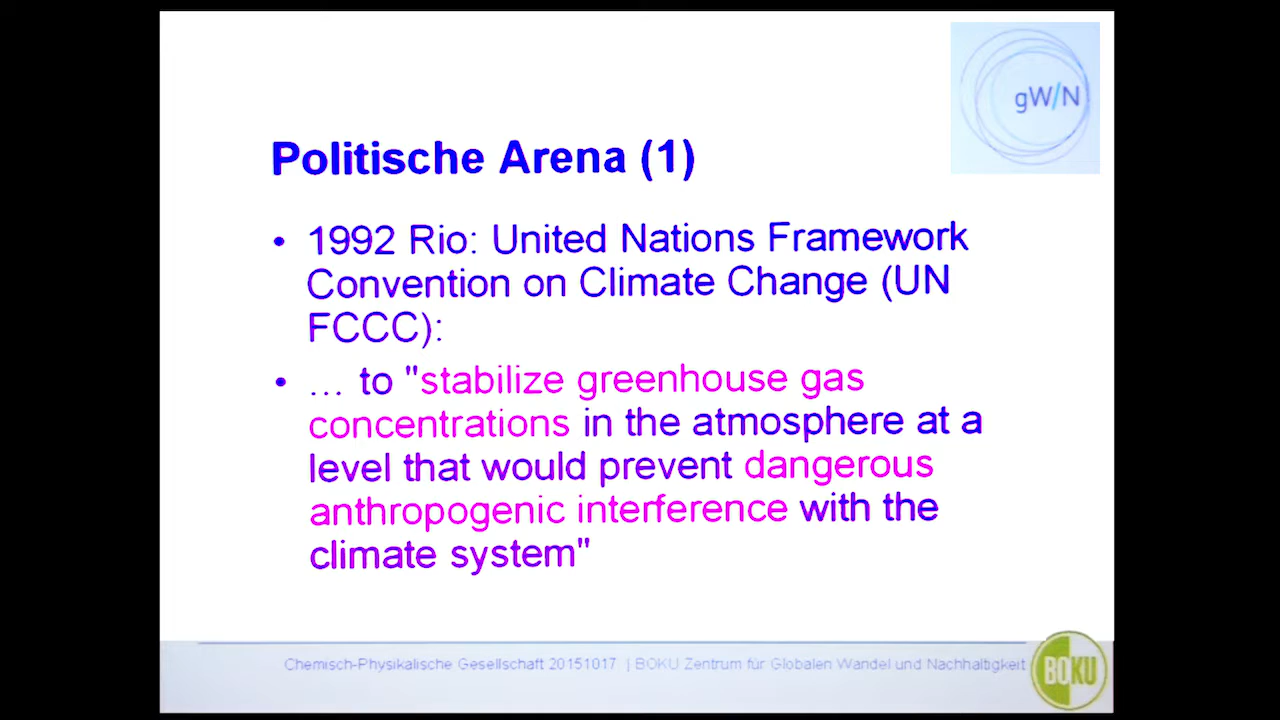 gW/N
Politische Arena (1)
• 1992 Rio: United Nations Framework
Convention on Climate Change (UN
FCCC):
• … to "stabilize greenhouse gas
concentrations in the atmosphere at a
level that would prevent dangerous
anthropogenic interference with the
climate system"
Chemisch-Physikalische Gesellschaft 20151017 | BOKU Zentrum für Globalen Wandel und Nachhaltigkeit
BOKU